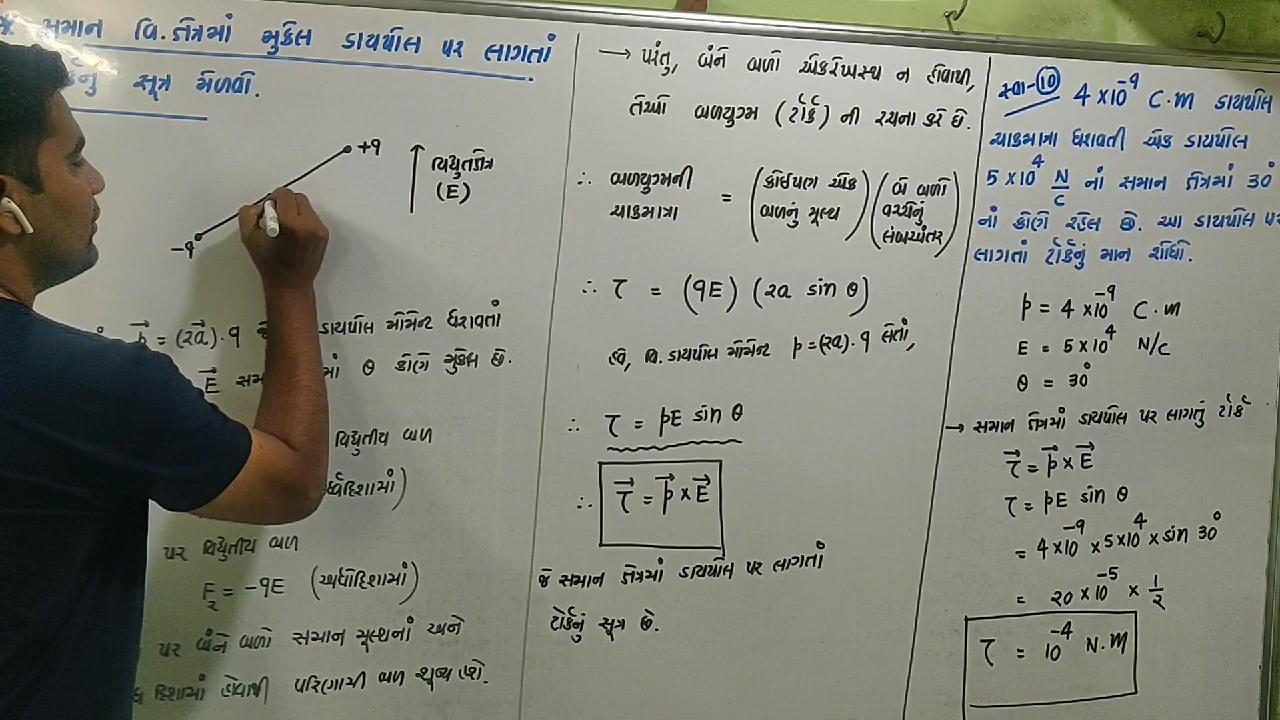 * સમાન વિ. ક્ષેત્રમાં મુકેલ ડાયપોલ પર લાગતાં
સૂત્ર મેળવો.
+q
-q
વિદ્યુતક્ષેત્ર
(E)
p⃗ = (2a⃗)·q ડાયપોલ મોમેન્ટ ધરાવતાં
E⃗ માં θ કોણે મુકેલ છે.
વિદ્યુતીય બળ
પર વિદ્યુતીય બળ
F₂ = -qE (અધોદિશામાં)
પર બંને બળો સમાન મૂલ્યનાં અને
દિશામાં હોવાથી પરિણામી બળ શૂન્ય થશે.
→ પરંતુ, બંને બળો એકરેખસ્થ ન હોવાથી,
તેઓ બળયુગ્મ (ટોર્ક) ની રચના કરે છે.
∴ બળયુગ્મની ચાકમાત્રા = (કોઈપણ એક બળનું મૂલ્ય) (બે બળો વચ્ચેનું લંબઅંતર)
∴ τ = (qE) (2a sin θ)
હવે, વિ. ડાયપોલ મોમેન્ટ p = (2a)·q લેતાં,
∴ τ = pE sin θ
∴ τ⃗ = p⃗ × E⃗
જે સમાન ક્ષેત્રમાં ડાયપોલ પર લાગતાં
ટોર્કનું સૂત્ર છે.
સ્વા-10 4×10⁻⁹ C.m ડાયપોલ
ચાકમાત્રા ધરાવતી એક ડાયપોલ
5×10⁴ N/C નાં સમાન ક્ષેત્રમાં 30°
નાં કોણે રહેલ છે. આ ડાયપોલ પર
લાગતાં ટોર્કનું માન શોધો.
p = 4×10⁻⁹ C.m
E = 5×10⁴ N/C
θ = 30°
→ સમાન ક્ષેત્રમાં ડાયપોલ પર લાગતું ટોર્ક
τ⃗ = p⃗ × E⃗
τ = pE sin θ
= 4×10⁻⁹ × 5×10⁴ × sin 30°
= 20 × 10⁻⁵ × 1/2
τ = 10⁻⁴ N.m